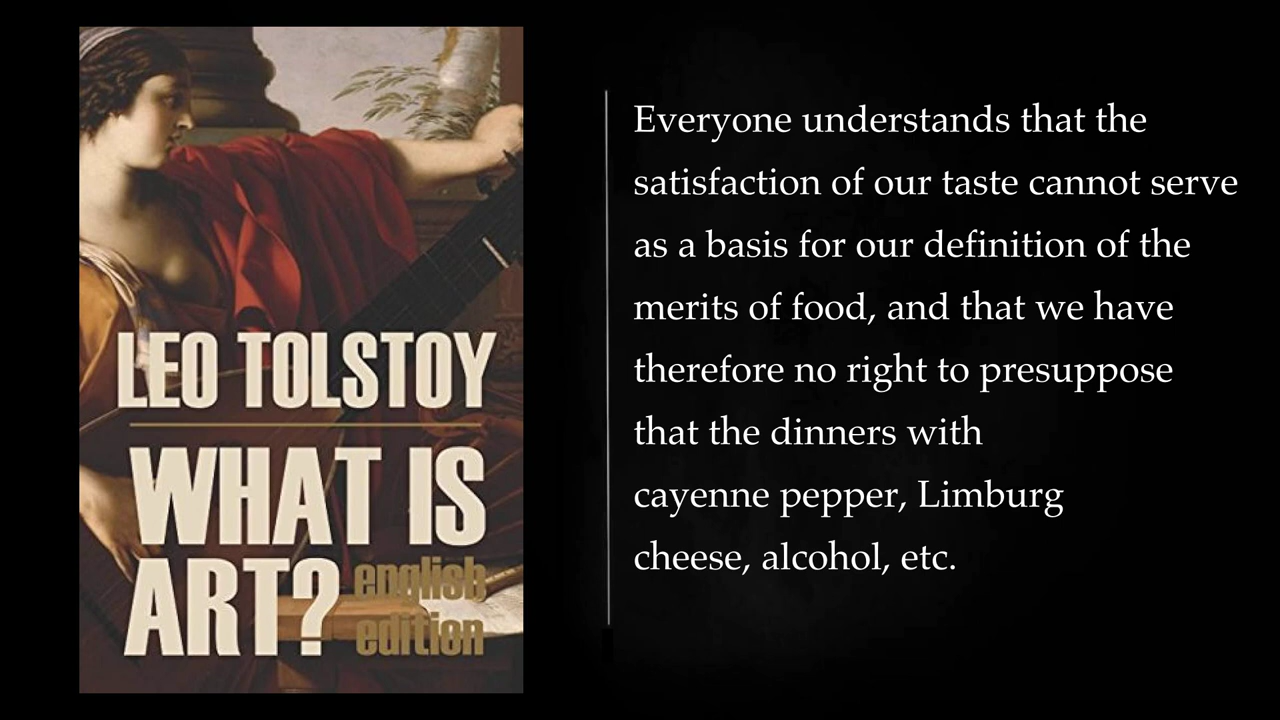 LEO TOLSTOY
WHAT IS
ART?
english
edition
Everyone understands that the
satisfaction of our taste cannot serve
as a basis for our definition of the
merits of food, and that we have
therefore no right to presuppose
that the dinners with
cayenne pepper, Limburg
cheese, alcohol, etc.